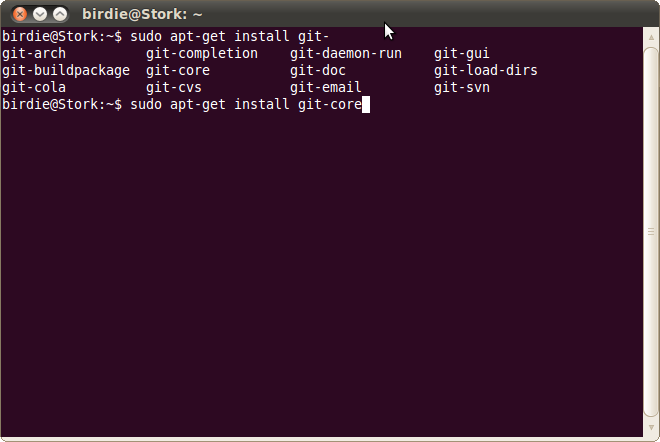 birdie@Stork: ~
birdie@Stork:~$ sudo apt-get install git-
git-arch git-completion git-daemon-run git-gui
git-buildpackage git-core git-doc git-load-dirs
git-cola git-cvs git-email git-svn
birdie@Stork:~$ sudo apt-get install git-core